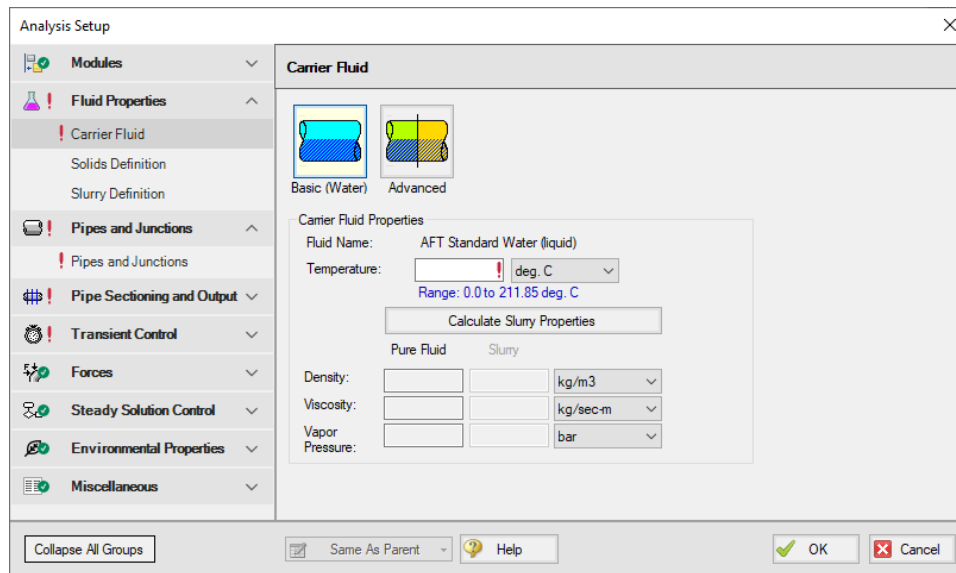 Analysis Setup
Modules
Fluid Properties
Carrier Fluid
Solids Definition
Slurry Definition
Pipes and Junctions
Pipes and Junctions
Pipe Sectioning and Output
Transient Control
Forces
Steady Solution Control
Environmental Properties
Miscellaneous
Collapse All Groups
Carrier Fluid
Basic (Water) Advanced
Carrier Fluid Properties
Fluid Name: AFT Standard Water (liquid)
Temperature: deg. C
Range: 0.0 to 211.85 deg. C
Calculate Slurry Properties
Pure Fluid Slurry
Density: kg/m3
Viscosity: kg/sec-m
Vapor
Pressure: bar
Same As Parent Help OK Cancel